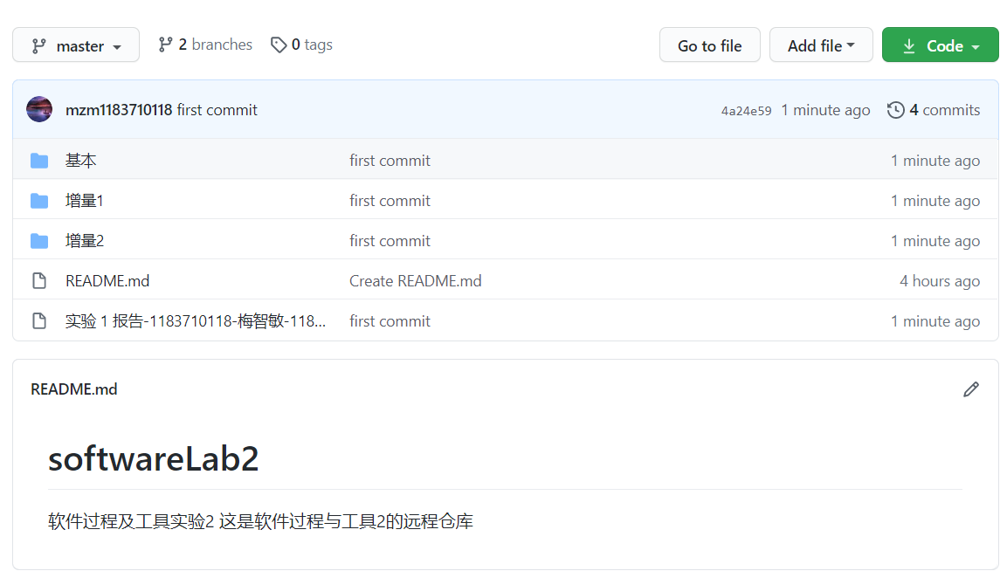 master 2 branches 0 tags Go to file Add file Code
mzm1183710118 first commit 4a24e59 1 minute ago 4 commits
基本 first commit 1 minute ago
增量1 first commit 1 minute ago
增量2 first commit 1 minute ago
README.md Create README.md 4 hours ago
实验 1 报告-1183710118-梅智敏-118... first commit 1 minute ago
README.md
softwareLab2
软件过程及工具实验2 这是软件过程与工具2的远程仓库